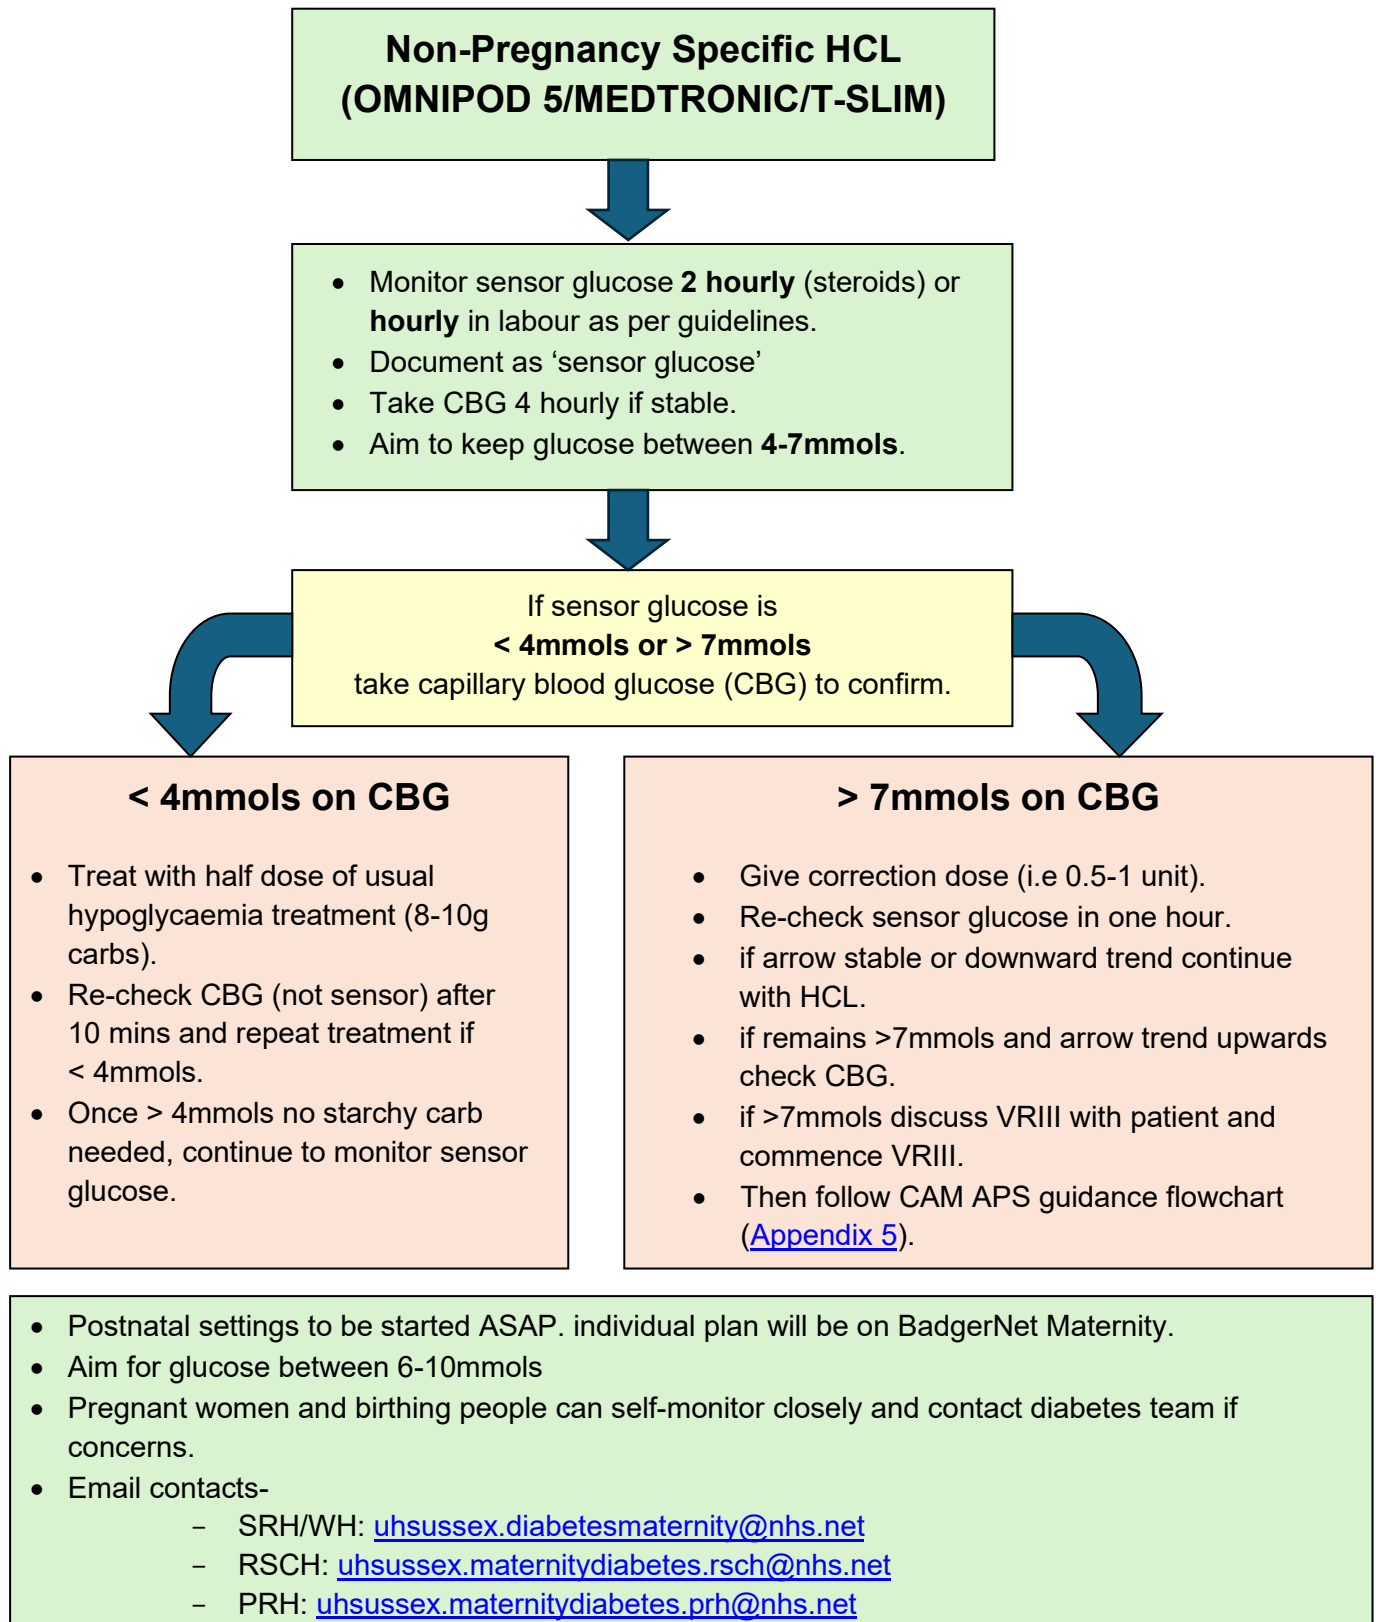 Non-Pregnancy Specific HCL
(OMNIPOD 5/MEDTRONIC/T-SLIM)
• Monitor sensor glucose 2 hourly (steroids) or
hourly in labour as per guidelines.
• Document as ‘sensor glucose’
• Take CBG 4 hourly if stable.
• Aim to keep glucose between 4-7mmols.
If sensor glucose is
< 4mmols or > 7mmols
take capillary blood glucose (CBG) to confirm.
< 4mmols on CBG
• Treat with half dose of usual
hypoglycaemia treatment (8-10g
carbs).
• Re-check CBG (not sensor) after
10 mins and repeat treatment if
< 4mmols.
• Once > 4mmols no starchy carb
needed, continue to monitor sensor
glucose.
> 7mmols on CBG
• Give correction dose (i.e 0.5-1 unit).
• Re-check sensor glucose in one hour.
• if arrow stable or downward trend continue
with HCL.
• if remains >7mmols and arrow trend upwards
check CBG.
• if >7mmols discuss VRIII with patient and
commence VRIII.
• Then follow CAM APS guidance flowchart
(Appendix 5).
• Postnatal settings to be started ASAP. individual plan will be on BadgerNet Maternity.
• Aim for glucose between 6-10mmols
• Pregnant women and birthing people can self-monitor closely and contact diabetes team if
concerns.
• Email contacts-
- SRH/WH: uhsussex.diabetesmaternity@nhs.net
- RSCH: uhsussex.maternitydiabetes.rsch@nhs.net
- PRH: uhsussex.maternitydiabetes.prh@nhs.net